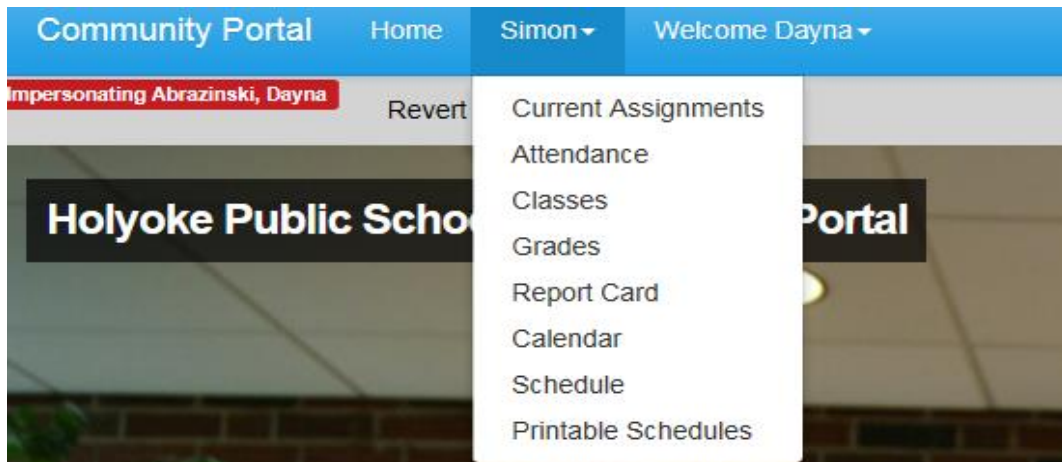 Community Portal Home Simon Welcome Dayna
Impersonating Abrazinski, Dayna Revert
Current Assignments
Attendance
Classes
Holyoke Public Schoo Portal
Grades
Report Card
Calendar
Schedule
Printable Schedules